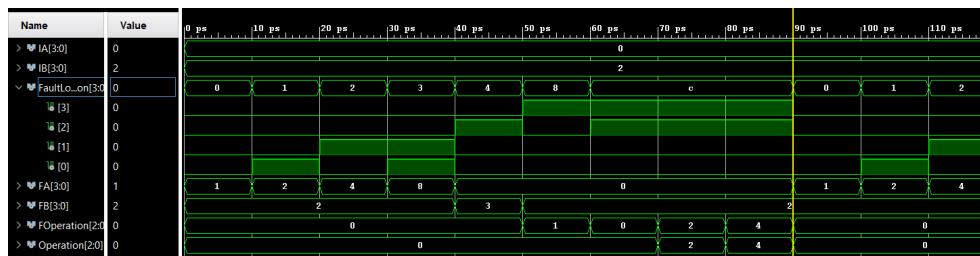 Name Value 0 ps 10 ps 20 ps 30 ps 40 ps 50 ps 60 ps 70 ps 80 ps 90 ps 100 ps 110 ps
IA[3:0] 0 0
IB[3:0] 2 2
FaultLo...on[3:0 0 0 1 2 3 4 8 c 0 1 2
[3] 0
[2] 0
[1] 0
[0] 0
FA[3:0] 1 1 2 4 8 0 1 2 4
FB[3:0] 2 2 3 2
FOperation[2:0 0 0 1 0 2 4 0
Operation[2:0] 0 0 2 4 0